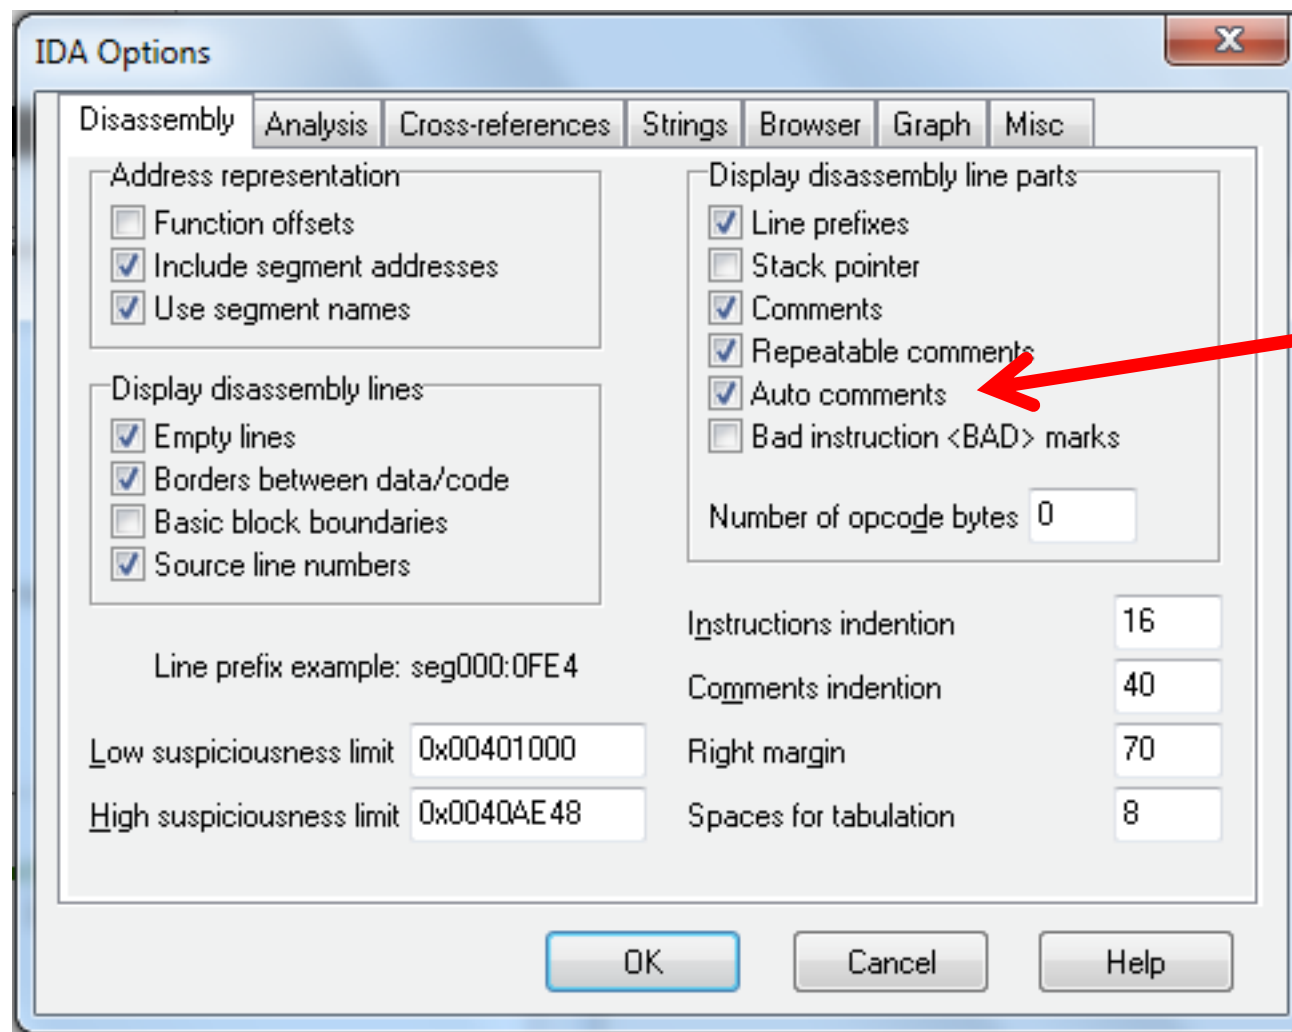 IDA Options
X
Disassembly Analysis Cross-references Strings Browser Graph Misc
Address representation
Function offsets
Include segment addresses
Use segment names
Display disassembly lines
Empty lines
Borders between data/code
Basic block boundaries
Source line numbers
Line prefix example: seg000:0FE4
Low suspiciousness limit 0x00401000
High suspiciousness limit 0x0040AE48
Display disassembly line parts
Line prefixes
Stack pointer
Comments
Repeatable comments
Auto comments
Bad instruction <BAD> marks
Number of opcode bytes 0
Instructions indention 16
Comments indention 40
Right margin 70
Spaces for tabulation 8
OK Cancel Help